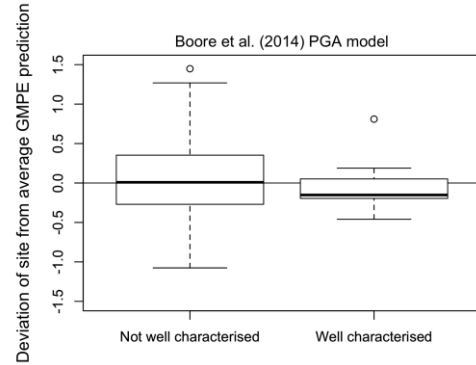 Boore et al. (2014) PGA model
Deviation of site from average GMPE prediction
1.5
1.0
0.5
0.0
-0.5
-1.0
-1.5
Not well characterised
Well characterised